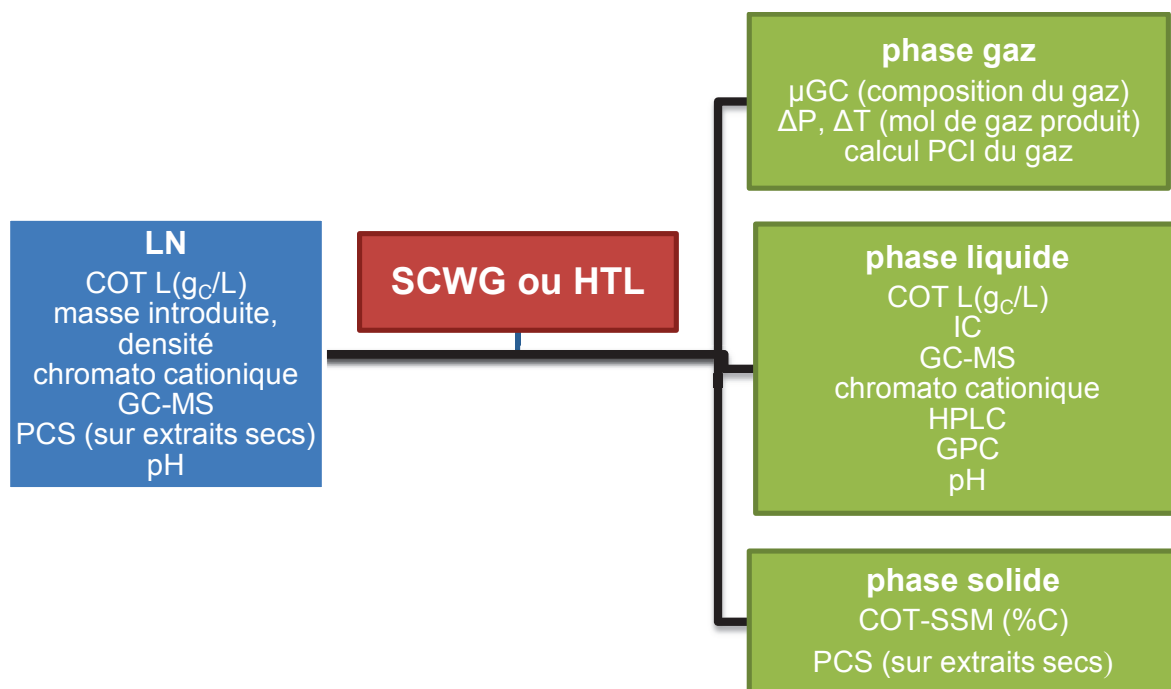 LN
COT L(gC/L)
masse introduite,
densité
chromato cationique
GC-MS
PCS (sur extraits secs)
pH
SCWG ou HTL
phase gaz
µGC (composition du gaz)
ΔP, ΔT (mol de gaz produit)
calcul PCI du gaz
phase liquide
COT L(gC/L)
IC
GC-MS
chromato cationique
HPLC
GPC
pH
phase solide
COT-SSM (%C)
PCS (sur extraits secs)